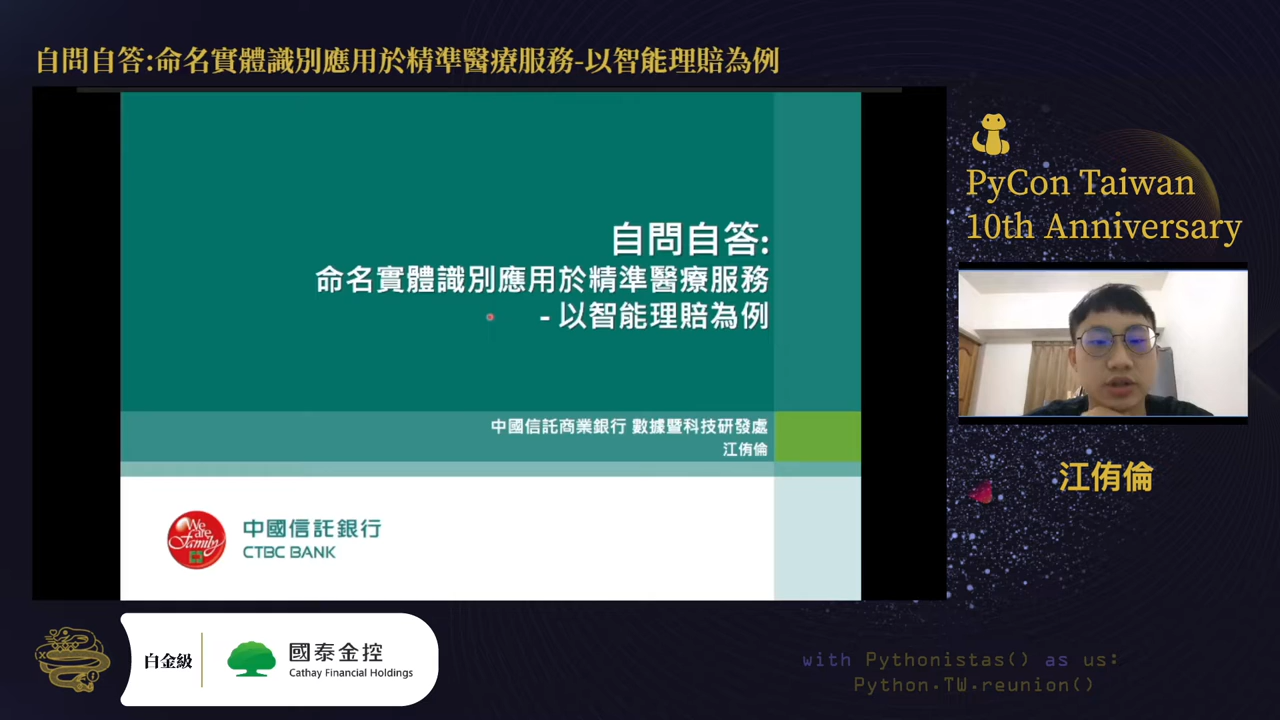 自問自答:命名實體識別應用於精準醫療服務-以智能理賠為例
自問自答:
命名實體識別應用於精準醫療服務
- 以智能理賠為例
中國信託商業銀行 數據暨科技研發處
江侑倫
We are Family
中國信託銀行
CTBC BANK
PyCon Taiwan
10th Anniversary
江侑倫
白金級
國泰金控
Cathay Financial Holdings
with Pythonistas() as us:
Python.TW.reunion()